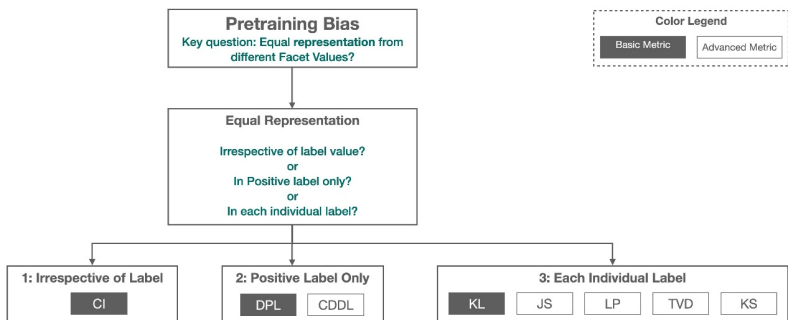 Pretraining Bias
Key question: Equal representation from
different Facet Values?
Color Legend
Basic Metric
Advanced Metric
Equal Representation
Irrespective of label value?
or
In Positive label only?
or
In each individual label?
1: Irrespective of Label
CI
2: Positive Label Only
DPL
CDDL
3: Each Individual Label
KL
JS
LP
TVD
KS